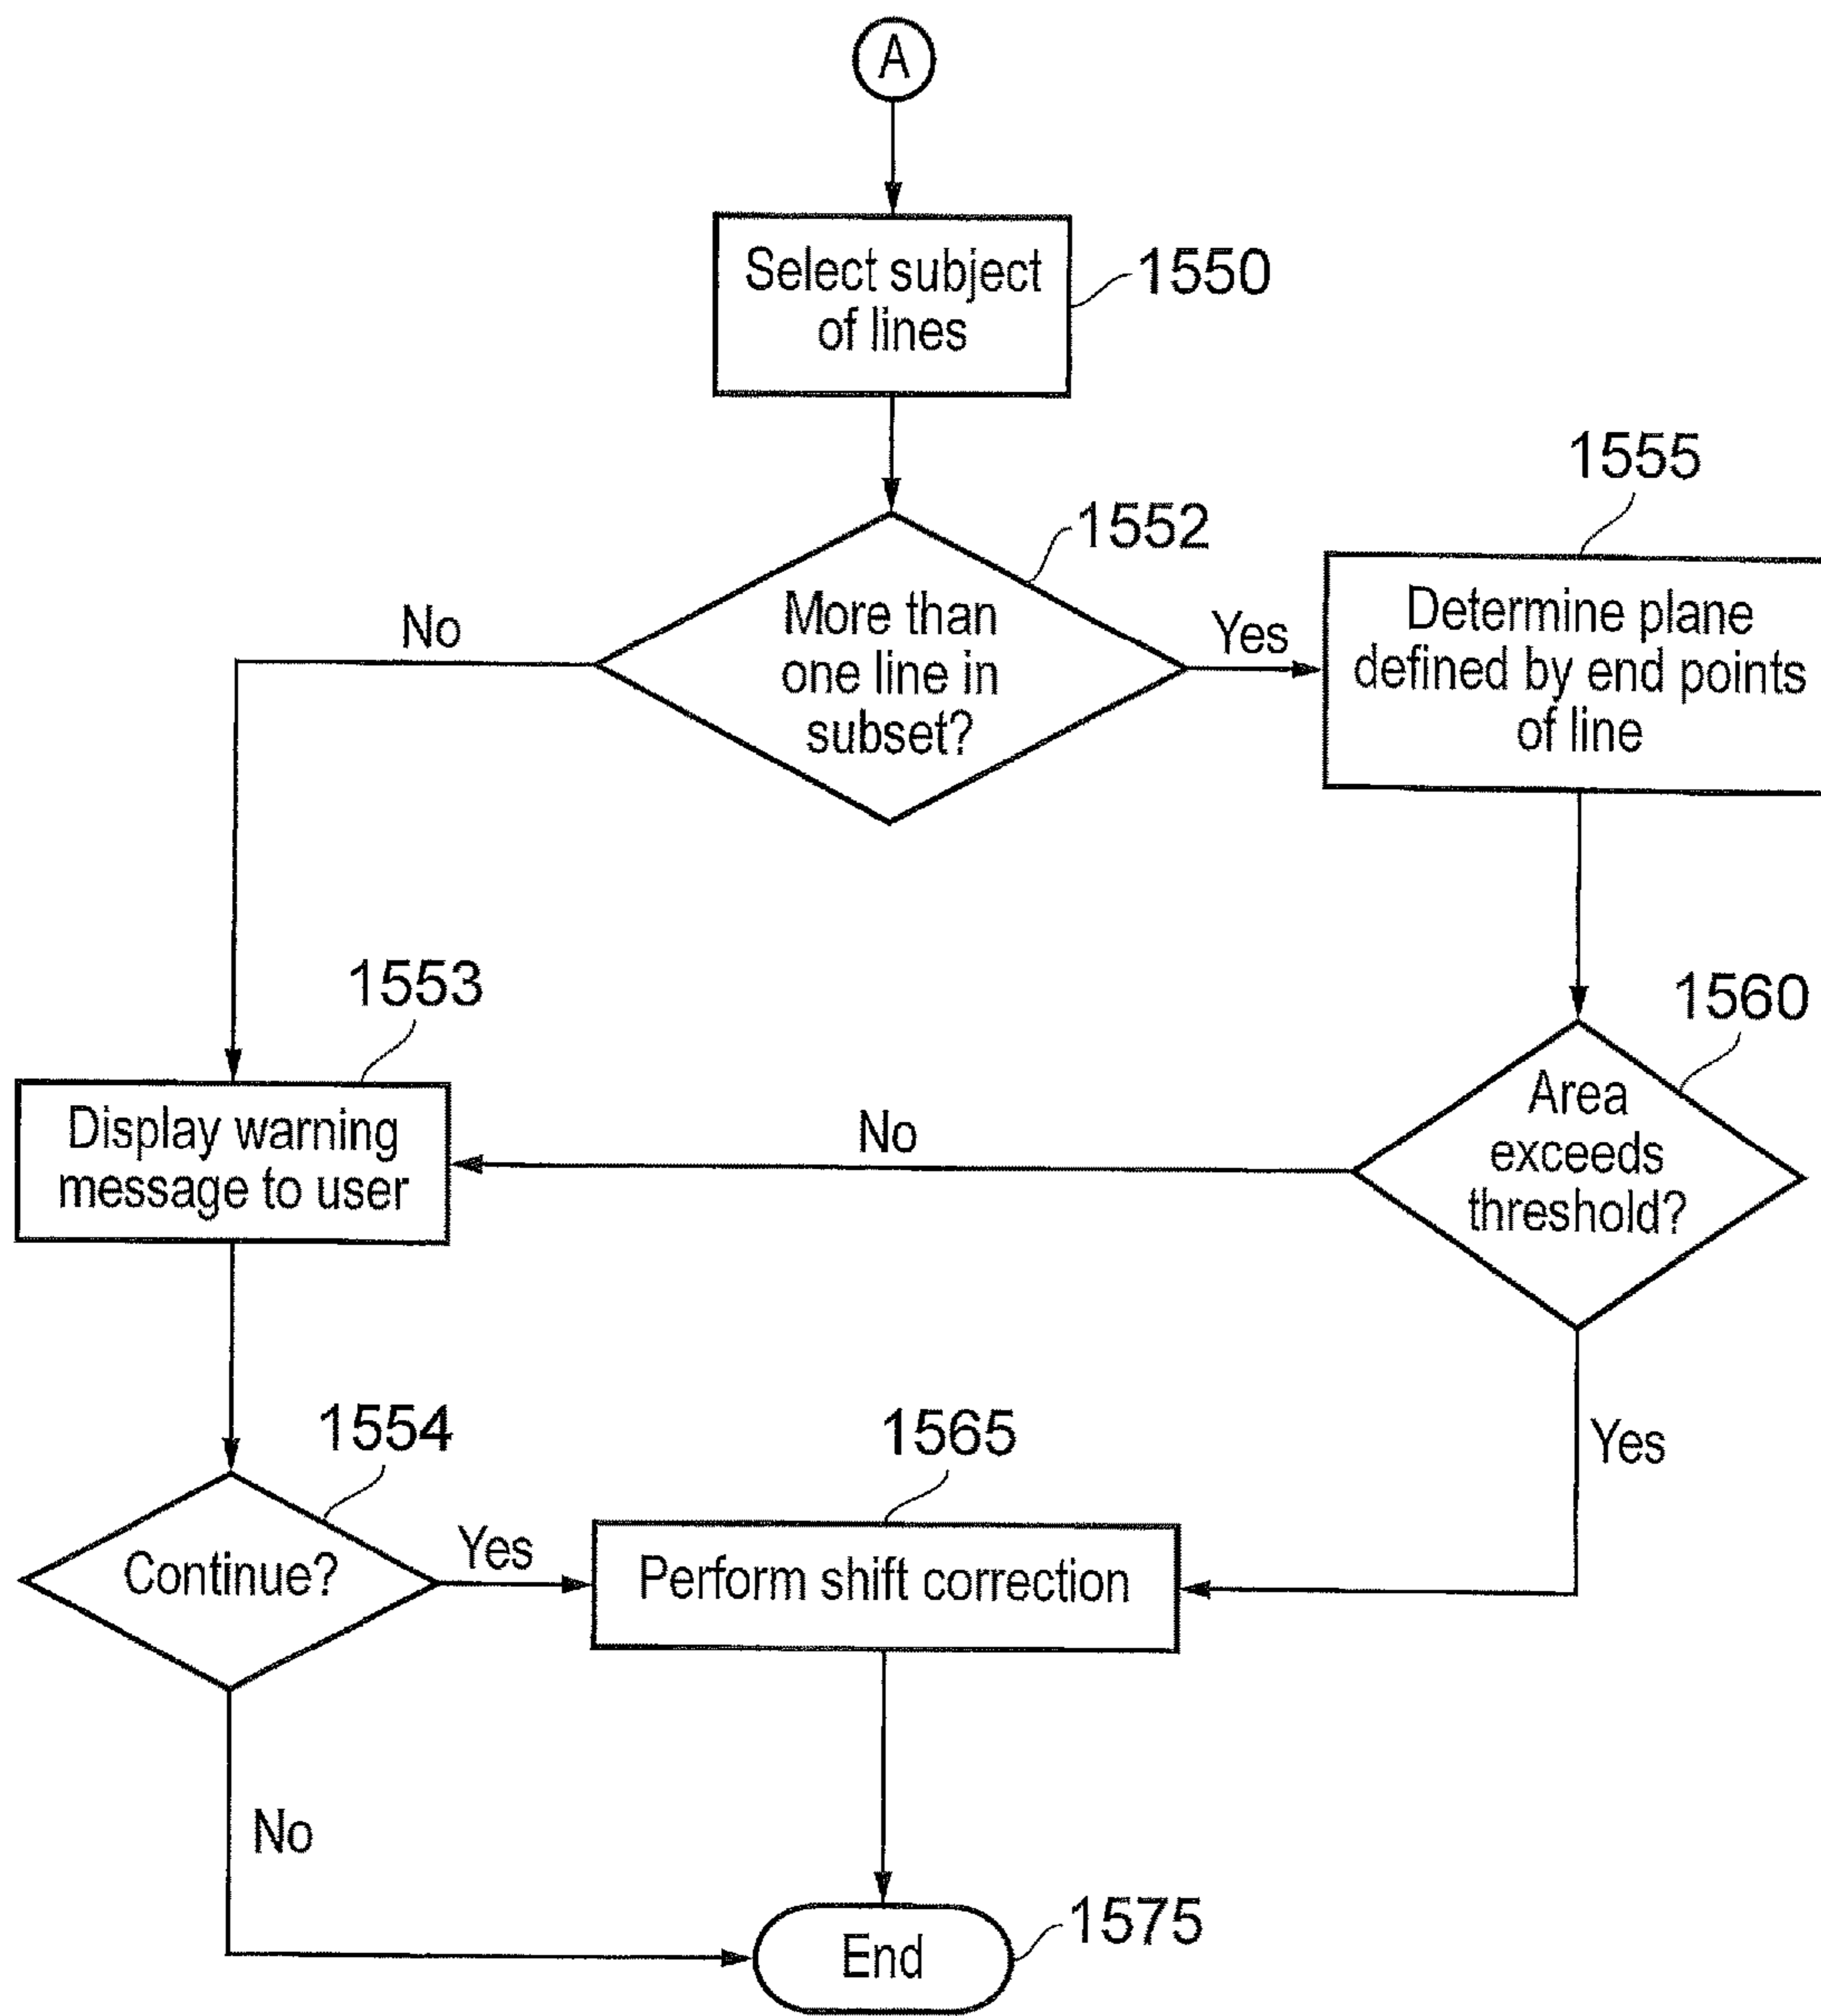 A
Select subject
of lines
1550
1552
More than
one line in
subset?
No
Yes
1555
Determine plane
defined by end points
of line
1553
Display warning
message to user
No
1560
Area
exceeds
threshold?
Yes
1554
Continue?
Yes
1565
Perform shift correction
No
End
1575